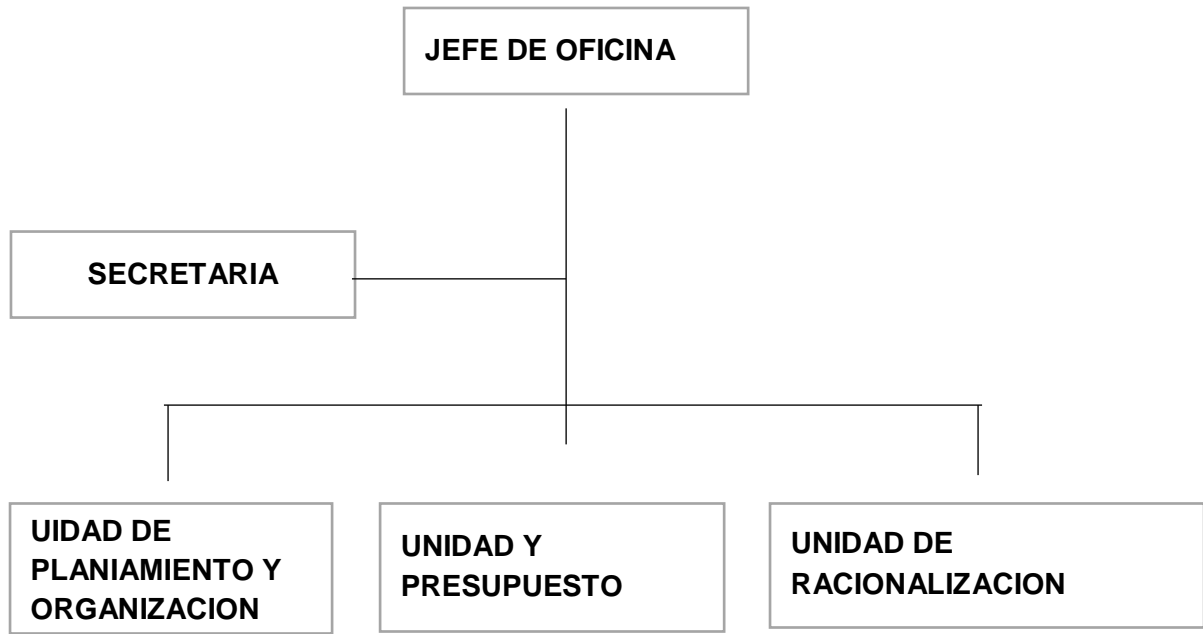 JEFE DE OFICINA
SECRETARIA
UIDAD DE
PLANIAMIENTO Y
ORGANIZACION
UNIDAD Y
PRESUPUESTO
UNIDAD DE
RACIONALIZACION